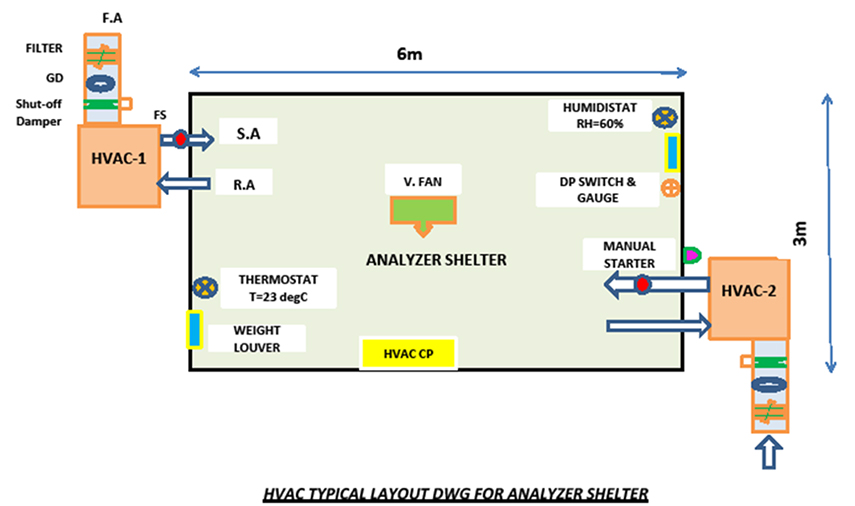 F.A
FILTER
GD
Shut-off
Damper
FS
HVAC-1
S.A
R.A
6m
HUMIDISTAT
RH=60%
V. FAN
DP SWITCH &
GAUGE
3m
ANALYZER SHELTER
MANUAL
STARTER
HVAC-2
THERMOSTAT
T=23 degC
WEIGHT
LOUVER
HVAC CP
HVAC TYPICAL LAYOUT DWG FOR ANALYZER SHELTER